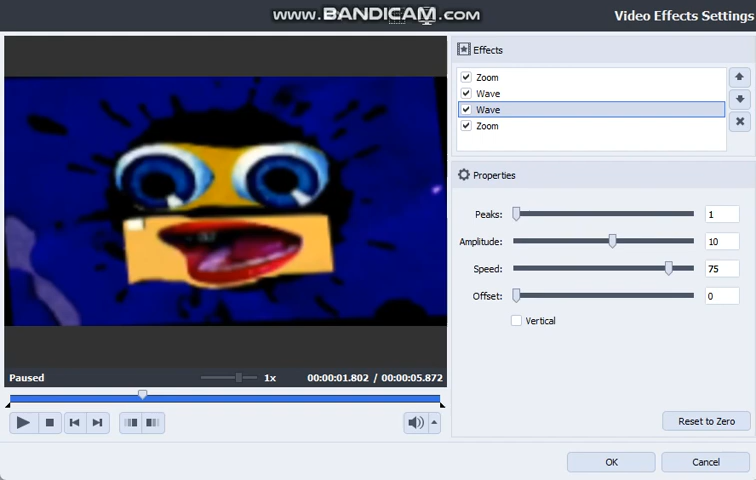 www.BANDICAM.com
Video Effects Settings
Effects
Zoom
Wave
Wave
Zoom
Properties
Peaks: 1
Amplitude: 10
Speed: 75
Offset: 0
Vertical
Paused 1x 00:00:01.802 / 00:00:05.872
Reset to Zero
OK Cancel